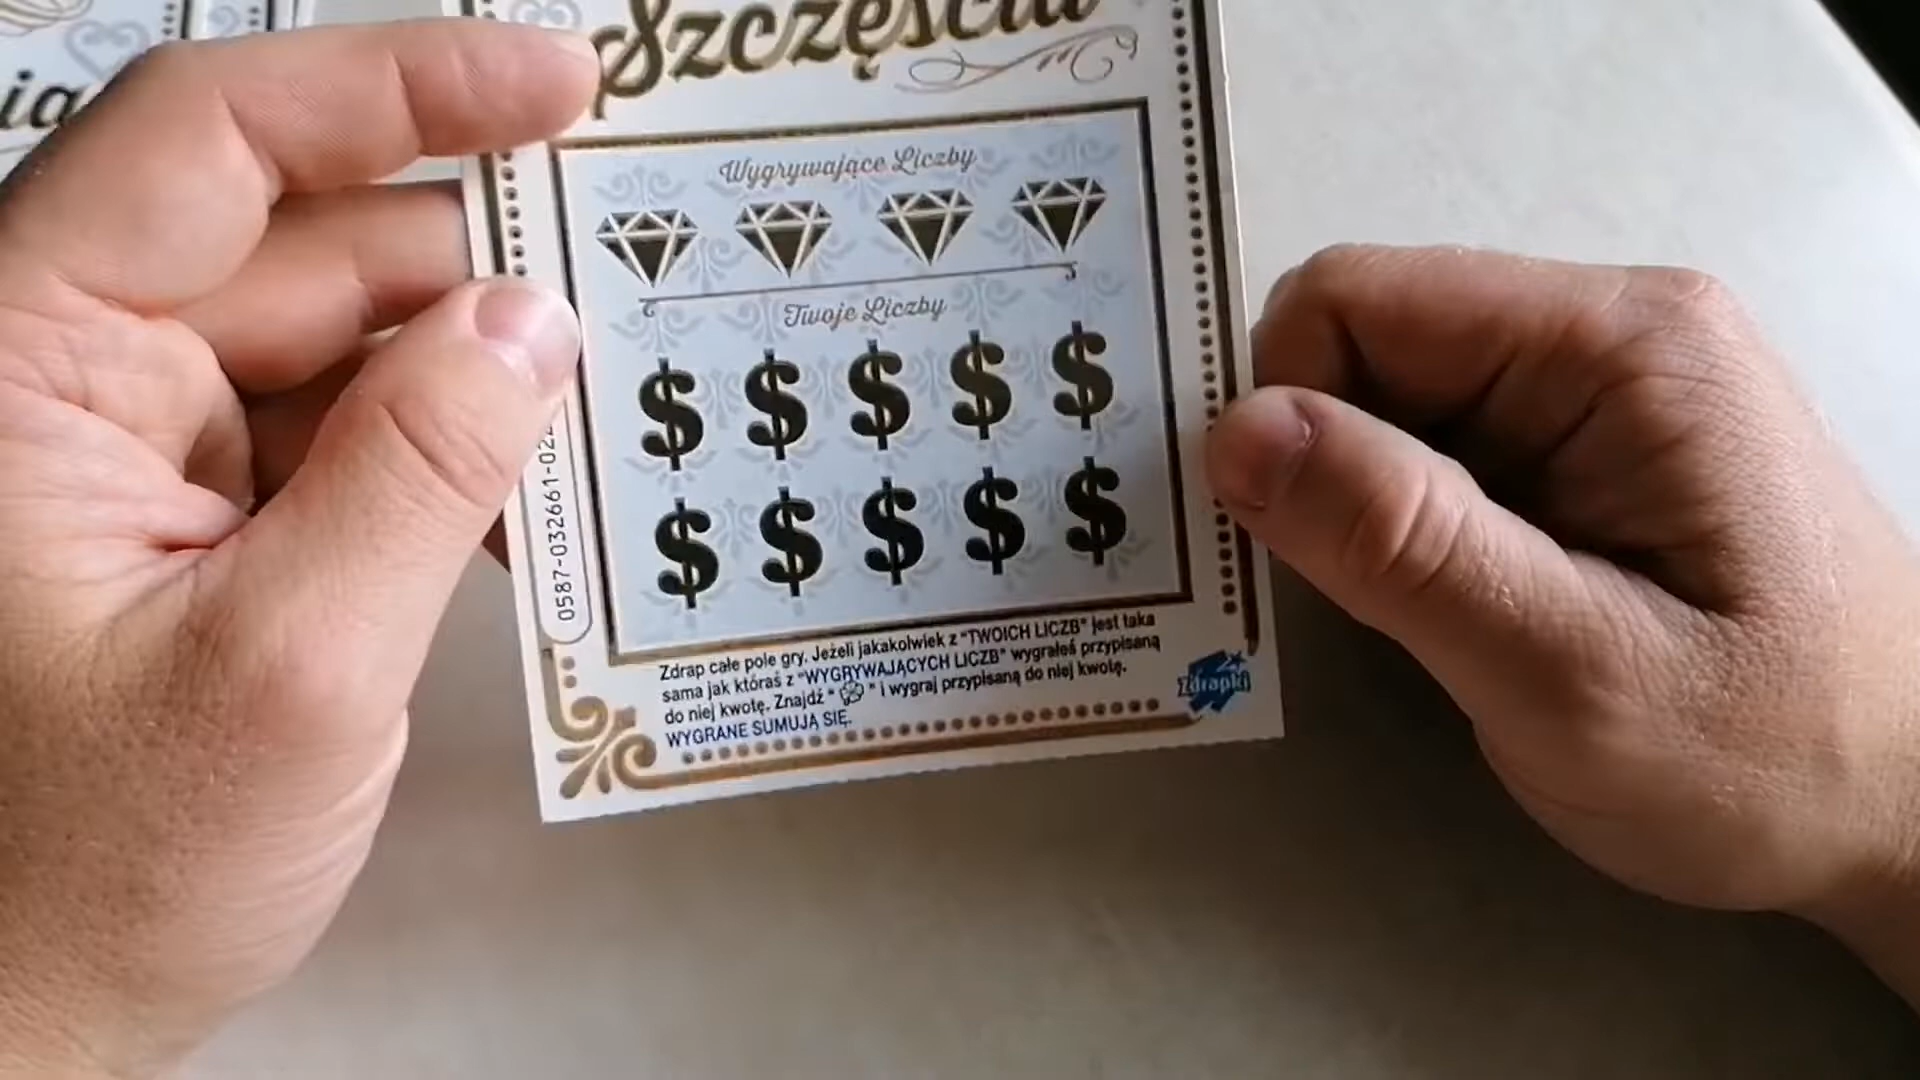 Szczęścia
Wygrywające Liczby
Twoje Liczby
$ $ $ $ $
$ $ $ $ $
0587-032661-022
Zdrap całe pole gry. Jeżeli jakakolwiek z "TWOICH LICZB" jest taka
sama jak któraś z "WYGRYWAJĄCYCH LICZB" wygrałeś przypisaną
do niej kwotę. Znajdź " " i wygraj przypisaną do niej kwotę.
WYGRANE SUMUJĄ SIĘ.
Zdrapki